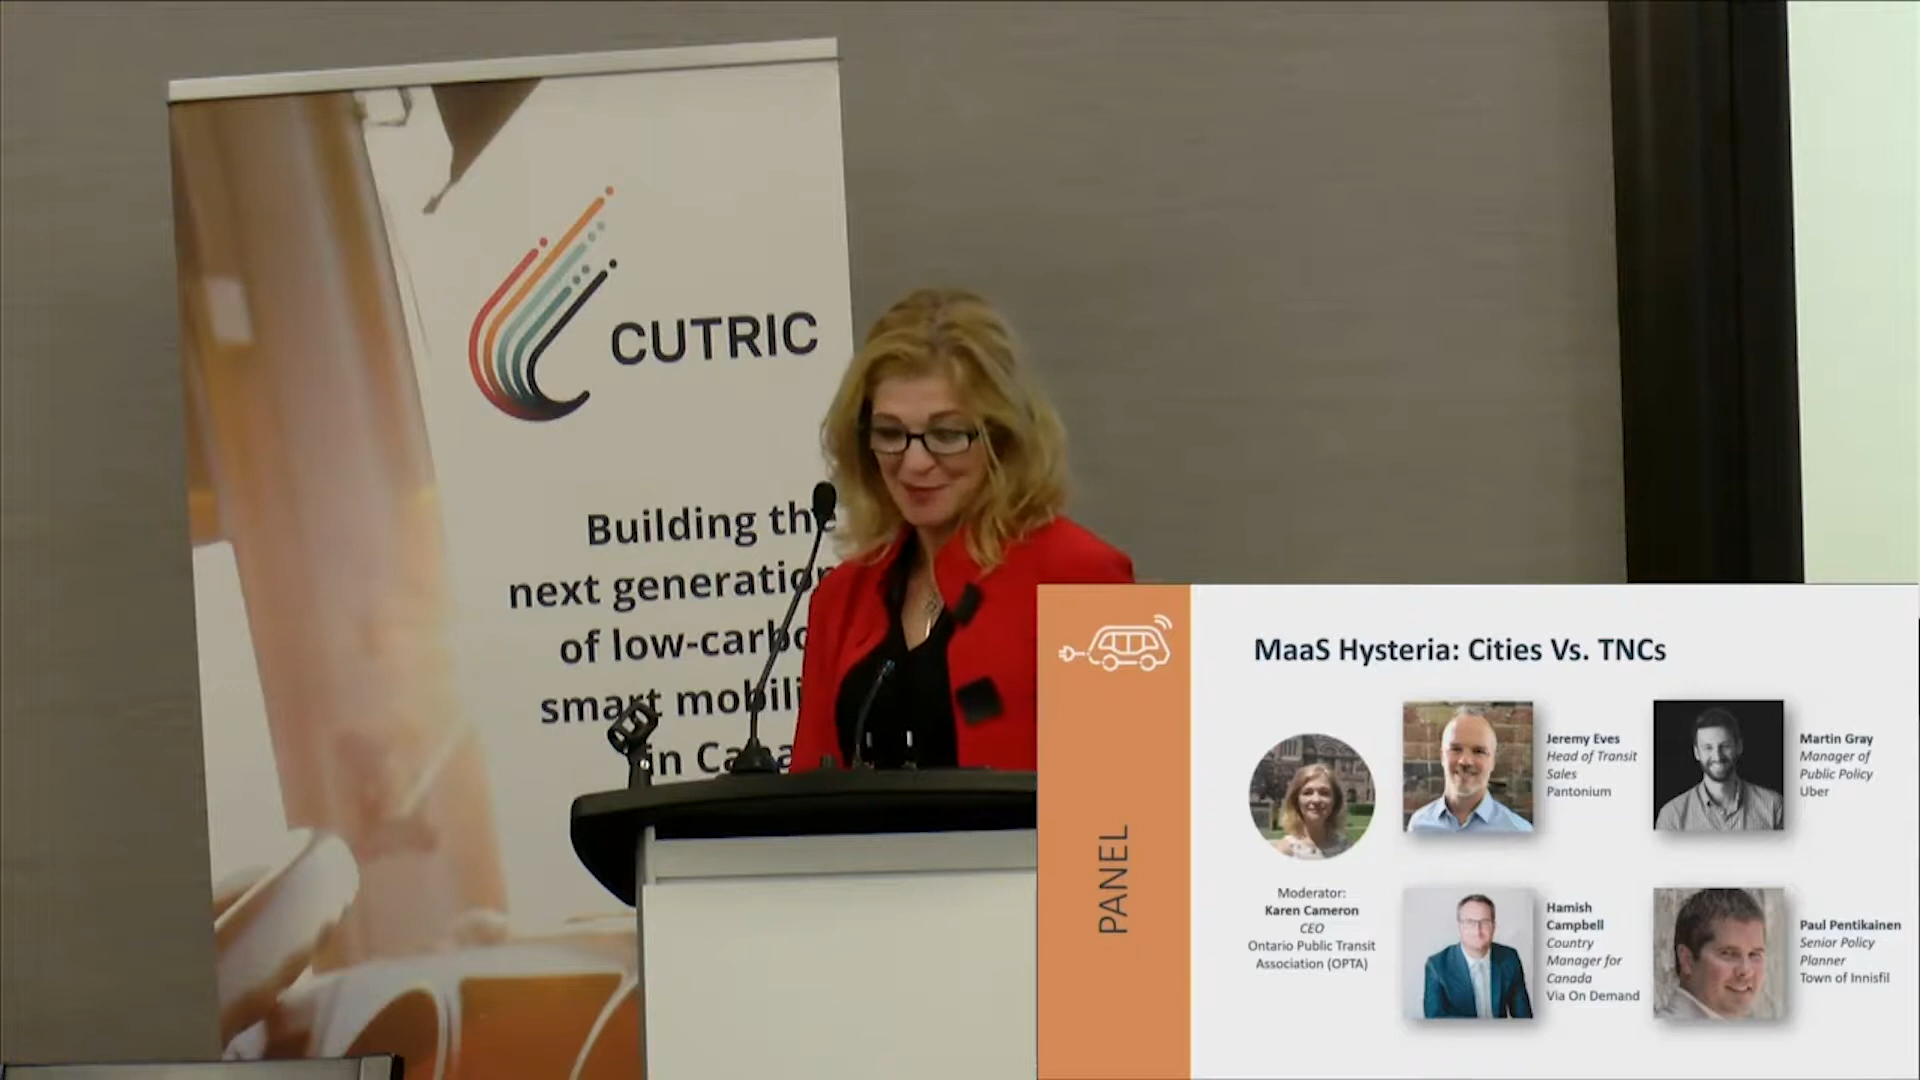 CUTRIC
Building the
next generation
of low-carbo
smart mobili
in Cana
MaaS Hysteria: Cities Vs. TNCs
PANEL
Moderator:
Karen Cameron
CEO
Ontario Public Transit
Association (OPTA)
Jeremy Eves
Head of Transit
Sales
Pantonium
Martin Gray
Manager of
Public Policy
Uber
Hamish
Campbell
Country
Manager for
Canada
Via On Demand
Paul Pentikainen
Senior Policy
Planner
Town of Innisfil